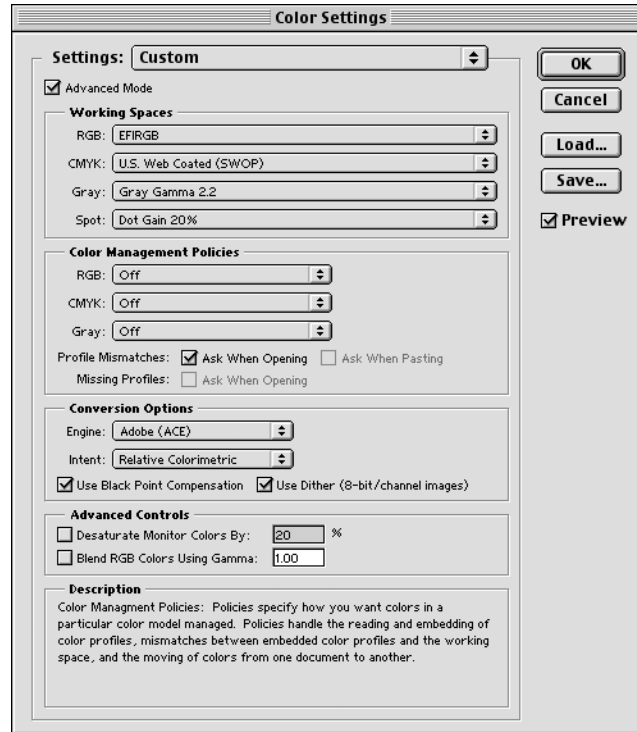 Color Settings
Settings: Custom
OK
Cancel
Load...
Save...
Preview
Advanced Mode
Working Spaces
RGB: EFIRGB
CMYK: U.S. Web Coated (SWOP)
Gray: Gray Gamma 2.2
Spot: Dot Gain 20%
Color Management Policies
RGB: Off
CMYK: Off
Gray: Off
Profile Mismatches: Ask When Opening Ask When Pasting
Missing Profiles: Ask When Opening
Conversion Options
Engine: Adobe (ACE)
Intent: Relative Colorimetric
Use Black Point Compensation Use Dither (8-bit/channel images)
Advanced Controls
Desaturate Monitor Colors By: 20 %
Blend RGB Colors Using Gamma: 1.00
Description
Color Managment Policies: Policies specify how you want colors in a
particular color model managed. Policies handle the reading and embedding of
color profiles, mismatches between embedded color profiles and the working
space, and the moving of colors from one document to another.